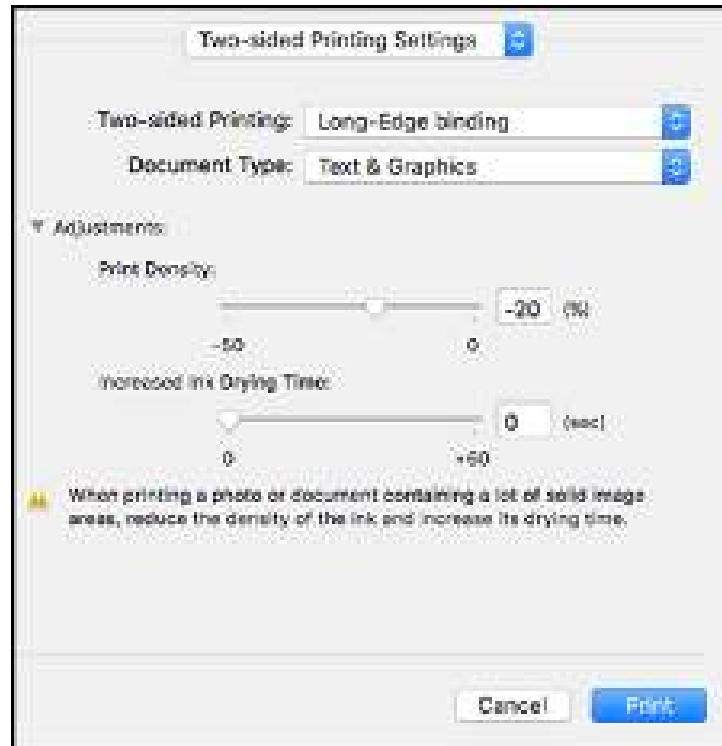 Two-sided Printing Settings
Two-sided Printing: Long-Edge binding
Document Type: Text & Graphics
Adjustments:
Print Density:
-20 (%)
-50 0
Increased Ink Drying Time:
0 (sec)
0 +60
When printing a photo or document containing a lot of solid image
areas, reduce the density of the ink and increase its drying time.
Cancel Print